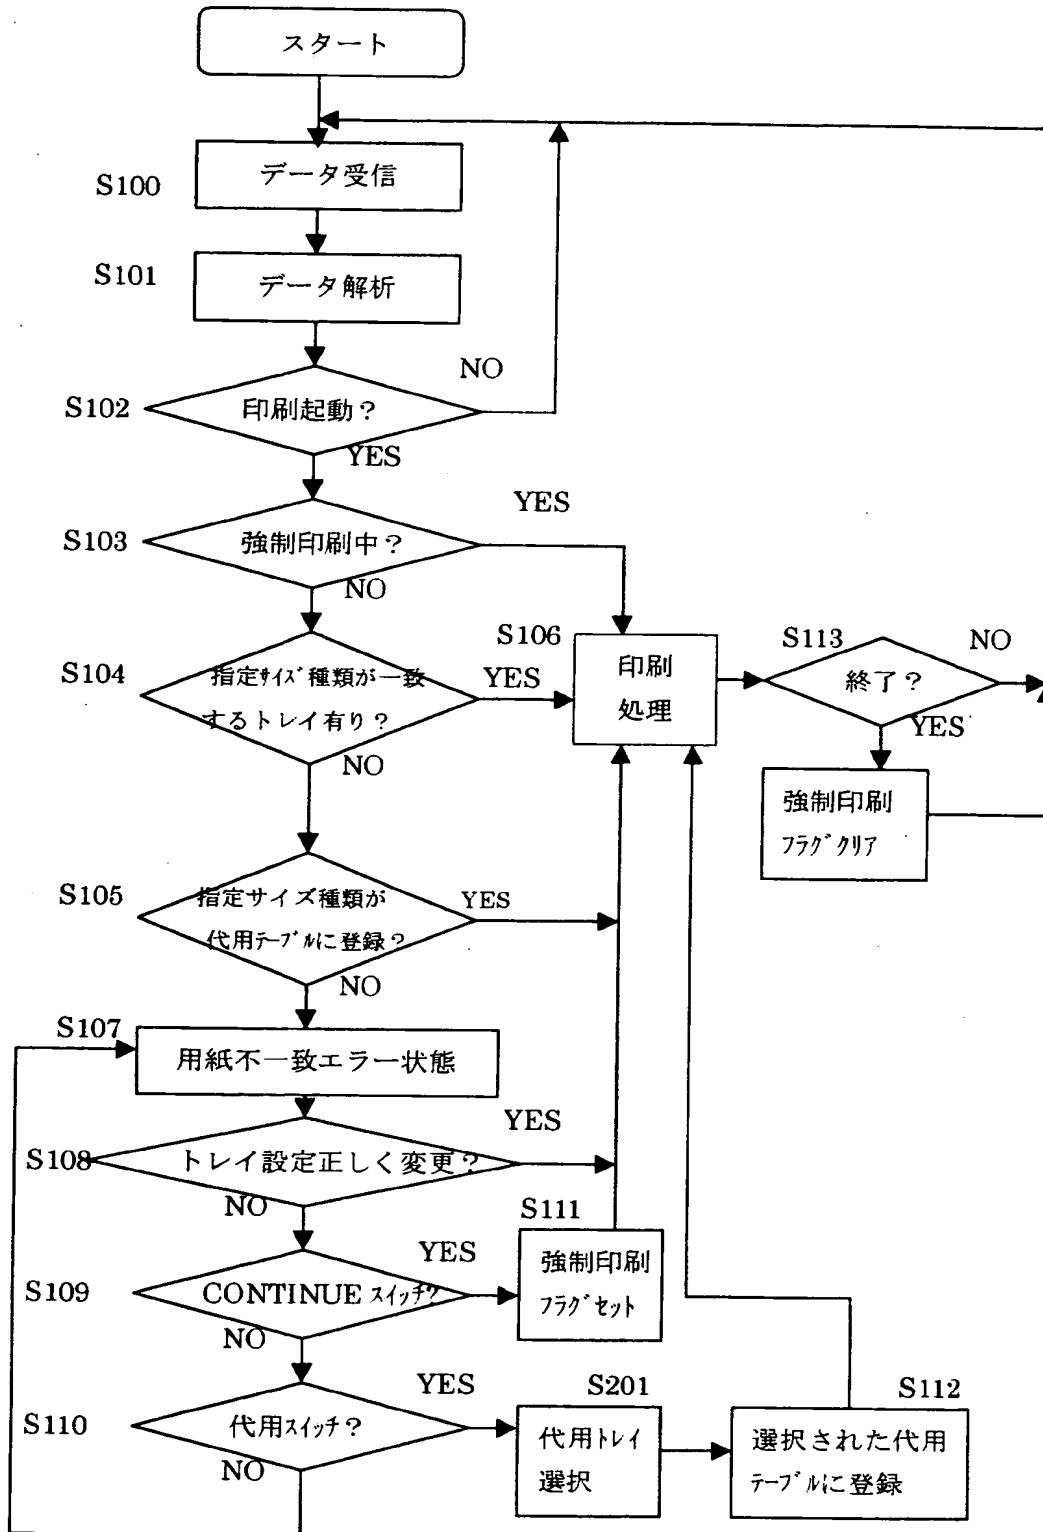 スタート
S100
データ受信
S101
データ解析
S102
印刷起動？
NO
YES
S103
強制印刷中？
YES
NO
S104
指定ｻｲｽﾞ種類が一致
するトレイ有り？
YES
NO
S106
印刷
処理
S113
終了？
NO
YES
強制印刷
ﾌﾗｸﾞｸﾘｱ
S105
指定サイズ種類が
代用ﾃｰﾌﾞﾙに登録？
YES
NO
S107
用紙不一致エラー状態
S108
トレイ設定正しく変更？
YES
NO
S109
CONTINUE ｽｲｯﾁ？
YES
NO
S111
強制印刷
ﾌﾗｸﾞｾｯﾄ
S110
代用ｽｲｯﾁ？
YES
NO
S201
代用ﾄﾚｲ
選択
S112
選択された代用
ﾃｰﾌﾞﾙに登録